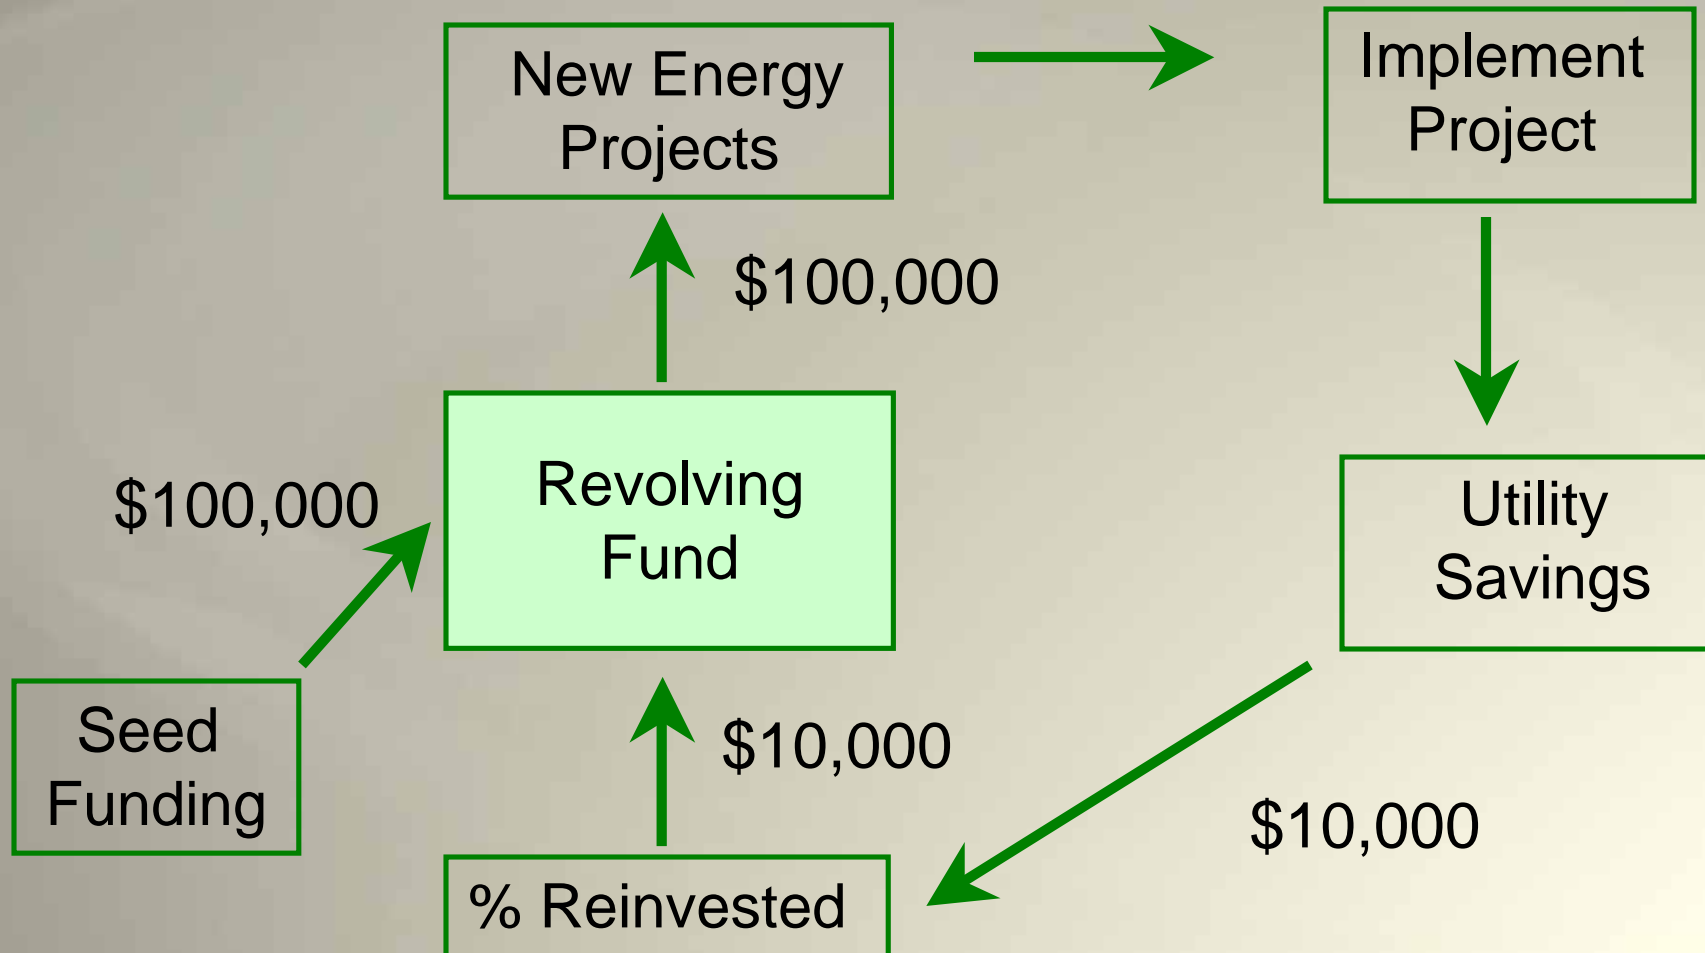 New Energy
Projects
Implement
Project
$100,000
Revolving
Fund
$100,000
Utility
Savings
Seed
Funding
$10,000
$10,000
% Reinvested